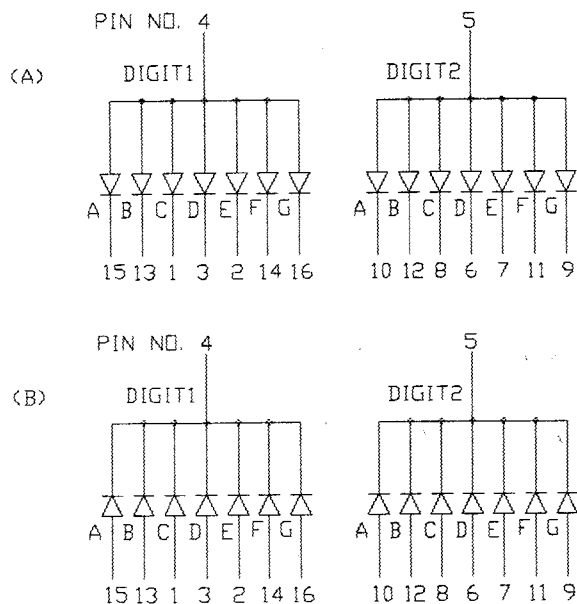 PIN NO. 4 5
(A) DIGIT1 DIGIT2
A B C D E F G A B C D E F G
15 13 1 3 2 14 16 10 12 8 6 7 11 9
PIN NO. 4 5
(B) DIGIT1 DIGIT2
A B C D E F G A B C D E F G
15 13 1 3 2 14 16 10 12 8 6 7 11 9